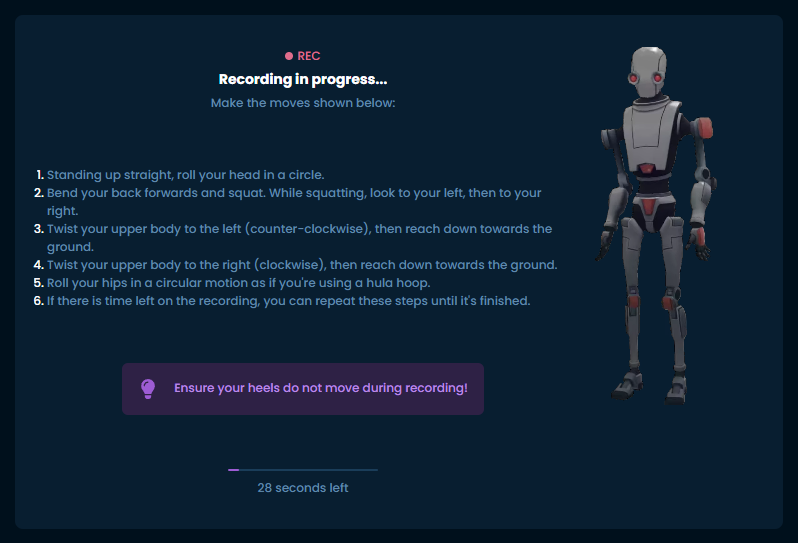 REC
Recording in progress...
Make the moves shown below:
1. Standing up straight, roll your head in a circle.
2. Bend your back forwards and squat. While squatting, look to your left, then to your
right.
3. Twist your upper body to the left (counter-clockwise), then reach down towards the
ground.
4. Twist your upper body to the right (clockwise), then reach down towards the ground.
5. Roll your hips in a circular motion as if you're using a hula hoop.
6. If there is time left on the recording, you can repeat these steps until it's finished.
Ensure your heels do not move during recording!
28 seconds left